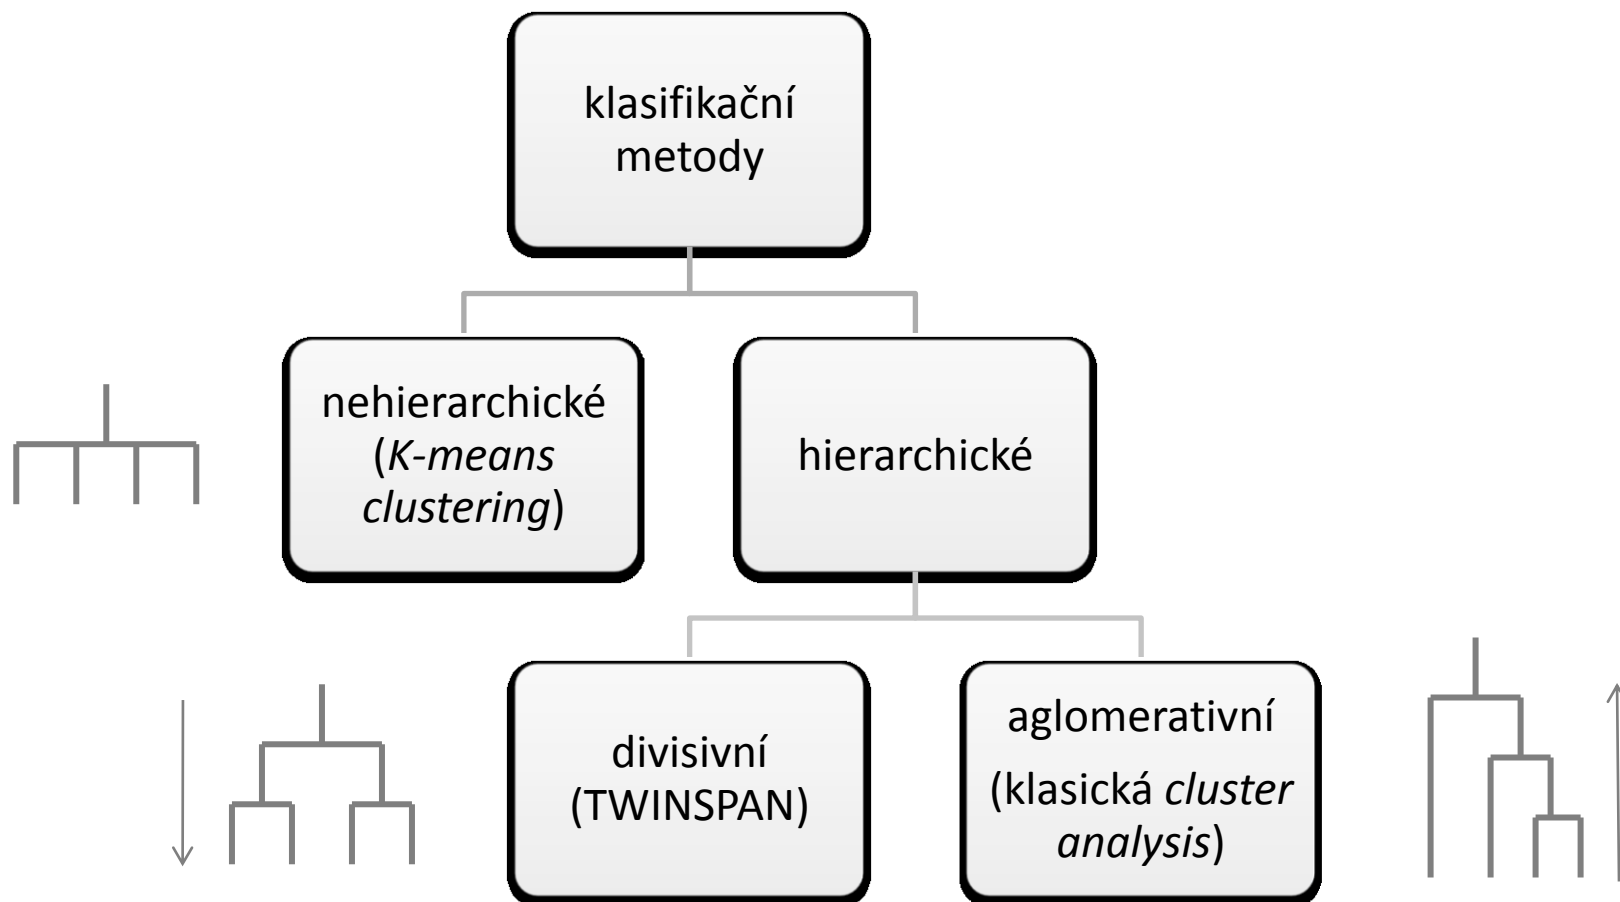 klasifikační
metody
nehierarchické
(K-means
clustering)
hierarchické
divisivní
(TWINSPAN)
aglomerativní
(klasická cluster
analysis)